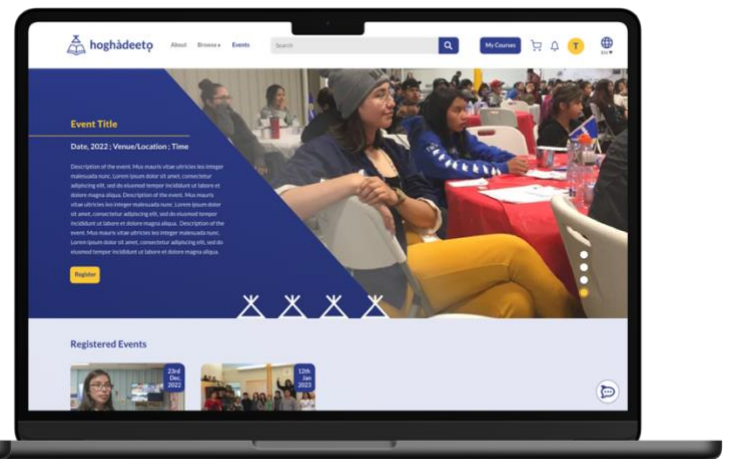 hoghàdeetǫ
About
Browse
Events
Search
My Courses
T
EN
Event Title
Date, 2022 ; Venue/Location ; Time
Description of the event. Mus mauris vitae ultricies leo integer
malesuada nunc. Lorem ipsum dolor sit amet, consectetur
adipiscing elit, sed do eiusmod tempor incididunt ut labore et
dolore magna aliqua. Description of the event. Mus mauris
vitae ultricies leo integer malesuada nunc. Lorem ipsum dolor
sit amet, consectetur adipiscing elit, sed do eiusmod tempor
incididunt ut labore et dolore magna aliqua. Description of the
event. Mus mauris vitae ultricies leo integer malesuada nunc.
Lorem ipsum dolor sit amet, consectetur adipiscing elit, sed do
eiusmod tempor incididunt ut labore et dolore magna aliqua.
Register
Registered Events
23rd
Dec,
2022
12th
Jan
2023